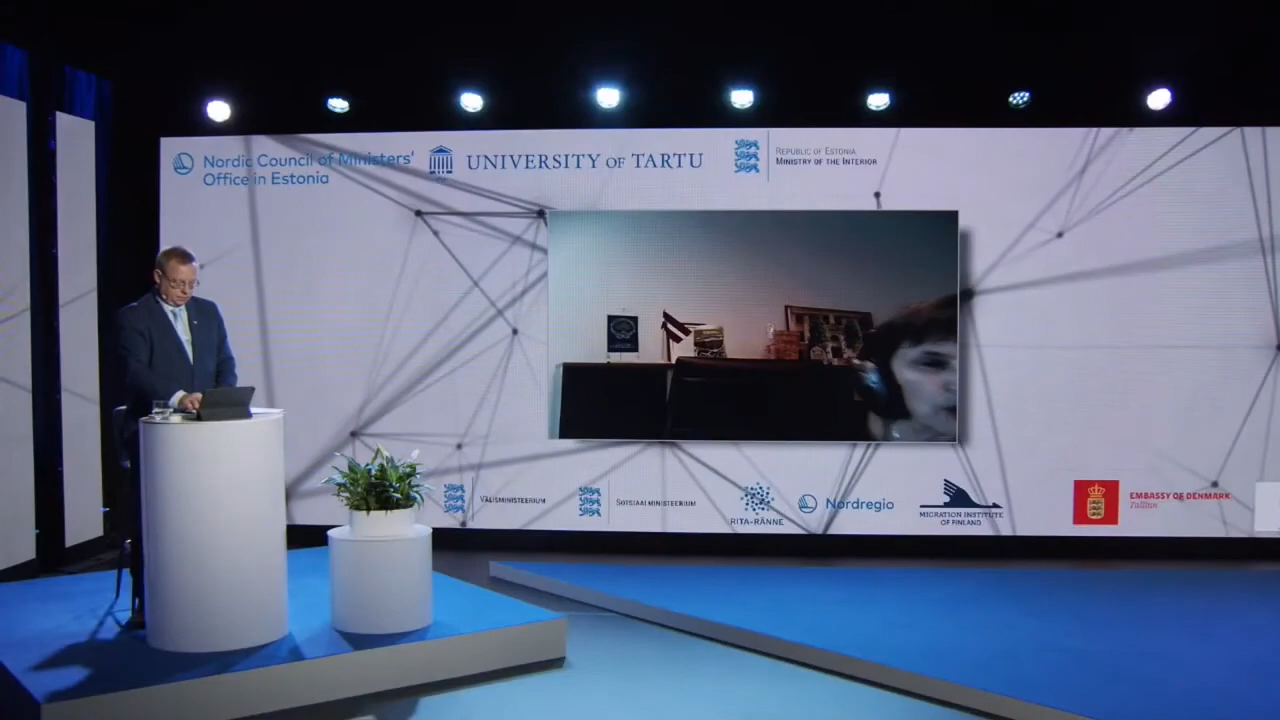 Nordic Council of Ministers'
Office in Estonia
UNIVERSITY OF TARTU
REPUBLIC OF ESTONIA
MINISTRY OF THE INTERIOR
VÄLISMINISTEERIUM
SOTSIAALMINISTEERIUM
RITA-RÄNNE
Nordregio
MIGRATION INSTITUTE
OF FINLAND
EMBASSY OF DENMARK
Tallinn